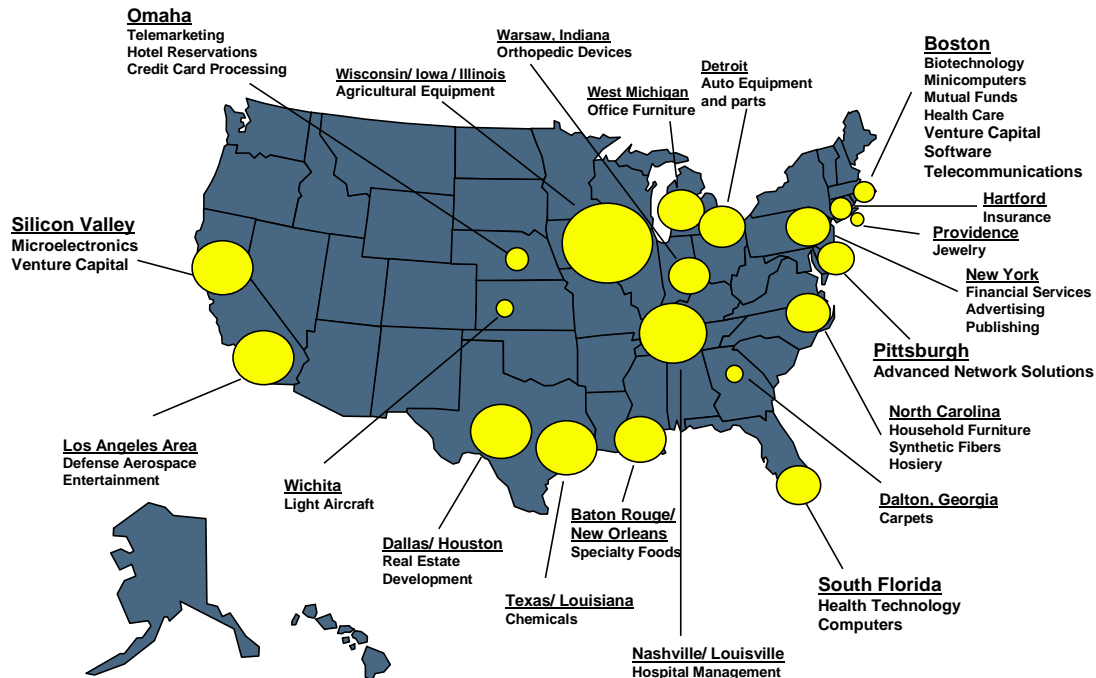 Omaha
Telemarketing
Hotel Reservations
Credit Card Processing
Warsaw, Indiana
Orthopedic Devices
Wisconsin/ Iowa / Illinois
Agricultural Equipment
West Michigan
Office Furniture
Detroit
Auto Equipment
and parts
Boston
Biotechnology
Minicomputers
Mutual Funds
Health Care
Venture Capital
Software
Telecommunications
Hartford
Insurance
Providence
Jewelry
New York
Financial Services
Advertising
Publishing
Silicon Valley
Microelectronics
Venture Capital
Pittsburgh
Advanced Network Solutions
North Carolina
Household Furniture
Synthetic Fibers
Hosiery
Los Angeles Area
Defense Aerospace
Entertainment
Wichita
Light Aircraft
Dalton, Georgia
Carpets
Baton Rouge/
New Orleans
Specialty Foods
Dallas/ Houston
Real Estate
Development
Texas/ Louisiana
Chemicals
South Florida
Health Technology
Computers
Nashville/ Louisville
Hospital Management